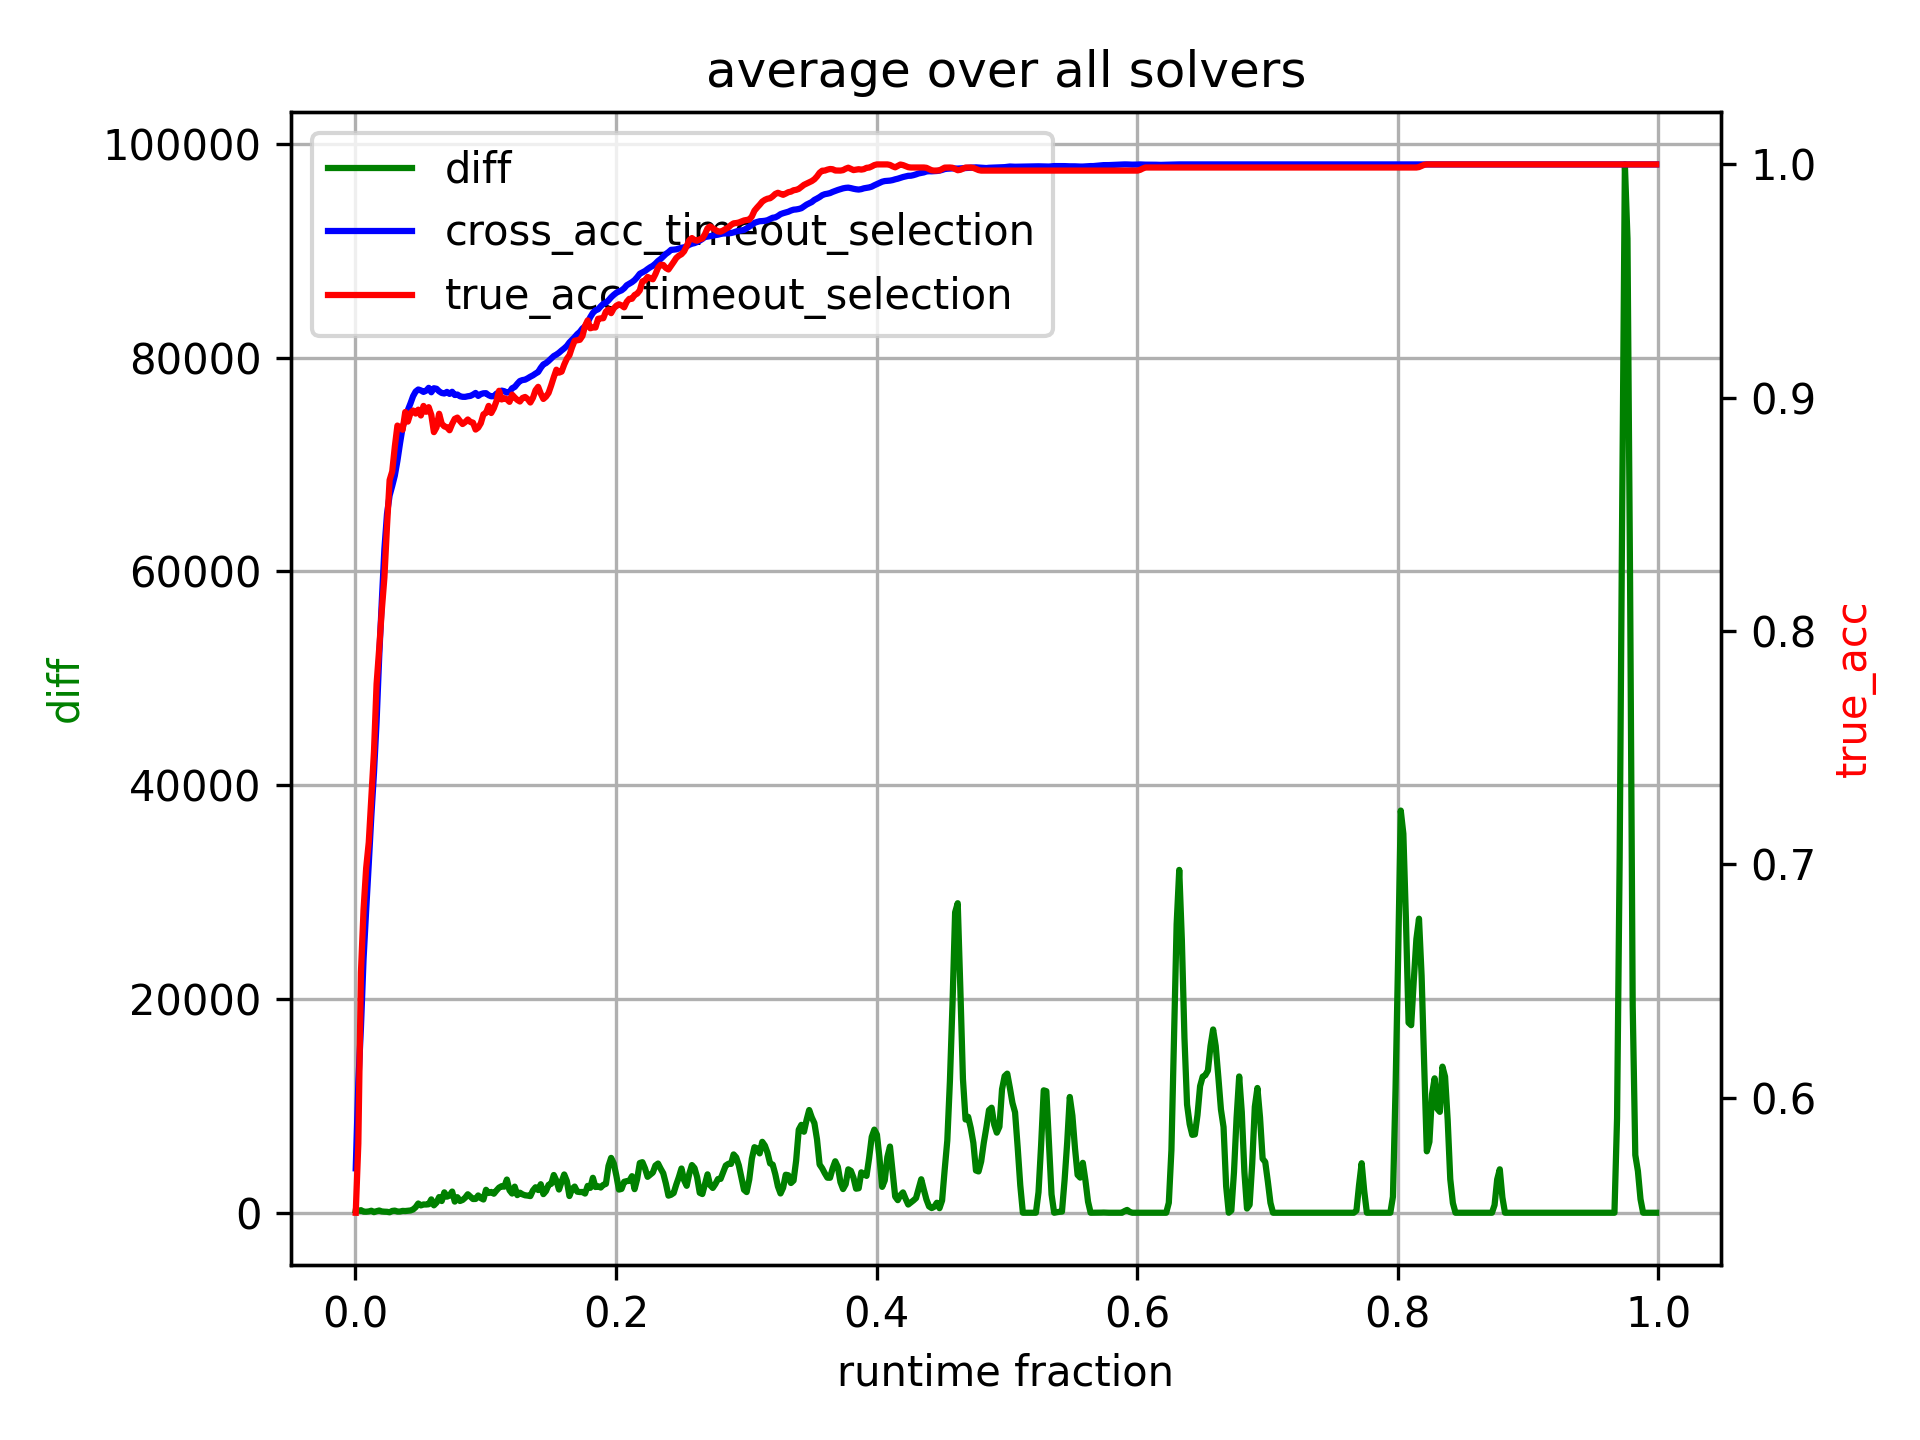 average over all solvers
diff
cross_acc_timeout_selection
true_acc_timeout_selection
100000
80000
60000
40000
20000
0
diff
1.0
0.9
0.8
0.7
0.6
true_acc
0.0 0.2 0.4 0.6 0.8 1.0
runtime fraction